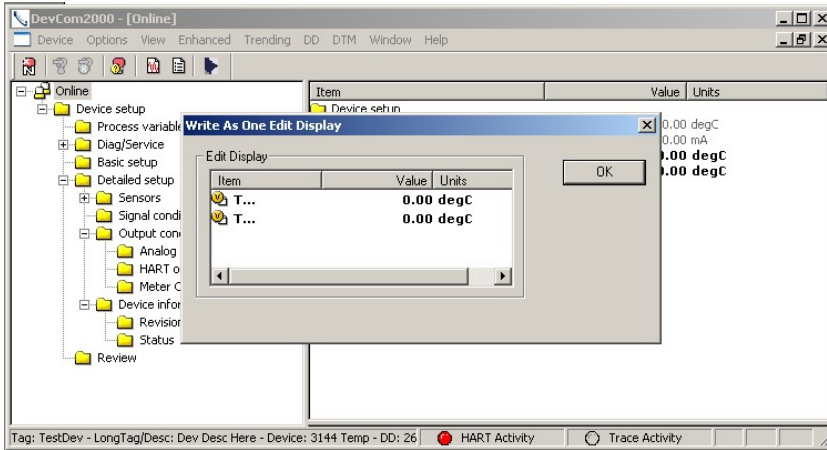 DevCom2000 - [Online]
Device Options View Enhanced Trending DD DTM Window Help
Online
Device setup
Process variable
Diag/Service
Basic setup
Detailed setup
Sensors
Signal condi
Output con
Analog
HART o
Meter
Device infor
Revision
Status
Review
Item Value Units
Device setup
0.00 degC
0.00 mA
0.00 degC
0.00 degC
Write As One Edit Display
Edit Display
Item Value Units
T... 0.00 degC
T... 0.00 degC
OK
Tag: TestDev - LongTag/Desc: Dev Desc Here - Device: 3144 Temp - DD: 26 HART Activity Trace Activity